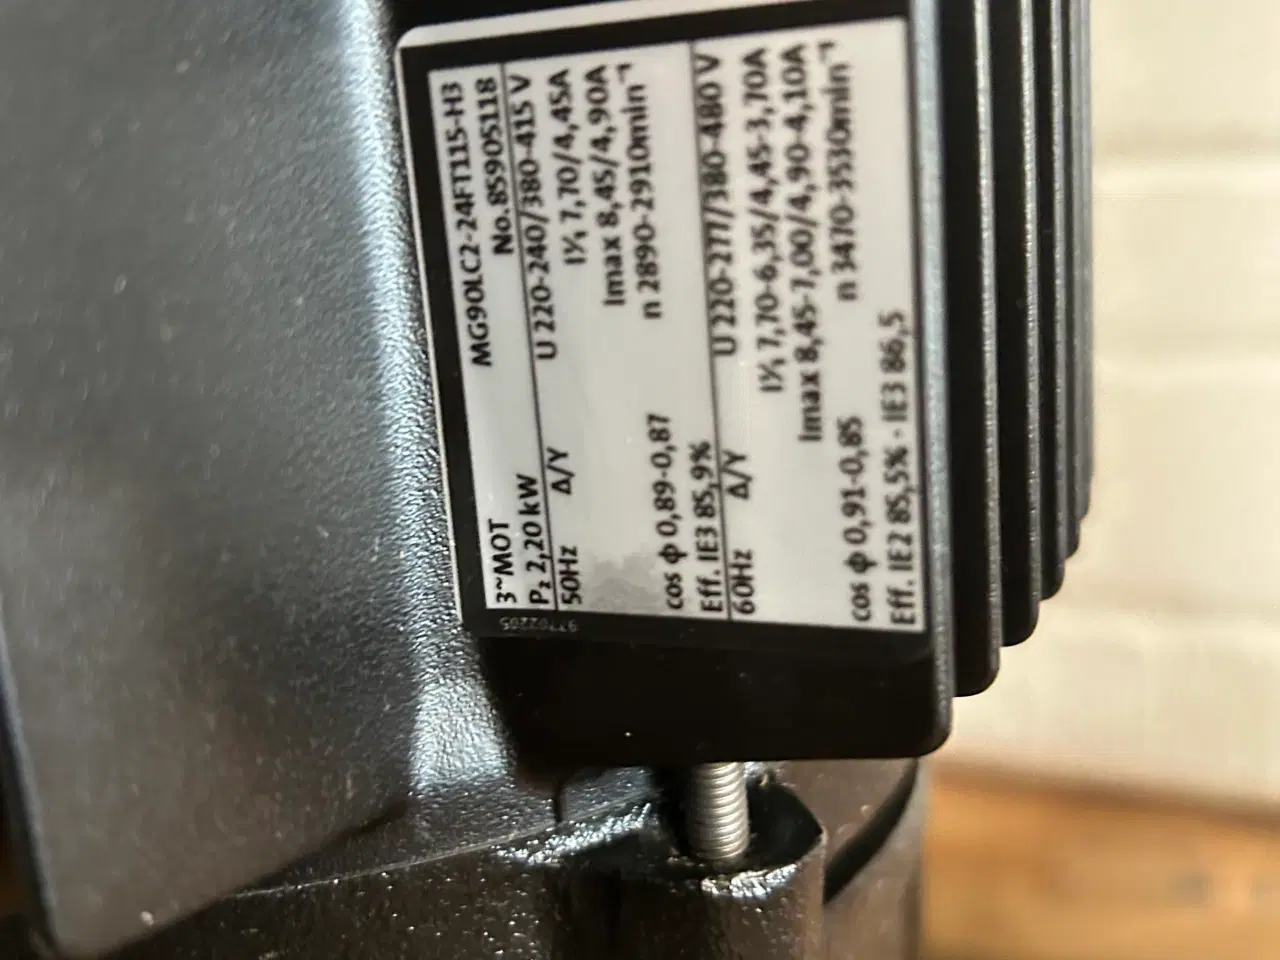 3~MOT MG90LC2-24FT115-H3
P₂ 2,20 kW No.85905118
50Hz Δ/Y U 220-240/380-415 V
I¹/₁ 7,70/4,45A
Imax 8,45/4,90A
n 2890-2910min⁻¹
cos φ 0,89-0,87
Eff. IE3 85,9%
60Hz Δ/Y U 220-277/380-480 V
I¹/₁ 7,70-6,35/4,45-3,70A
Imax 8,45-7,00/4,90-4,10A
n 3470-3530min⁻¹
cos φ 0,91-0,85
Eff. IE2 85,5% - IE3 86,5
97702205